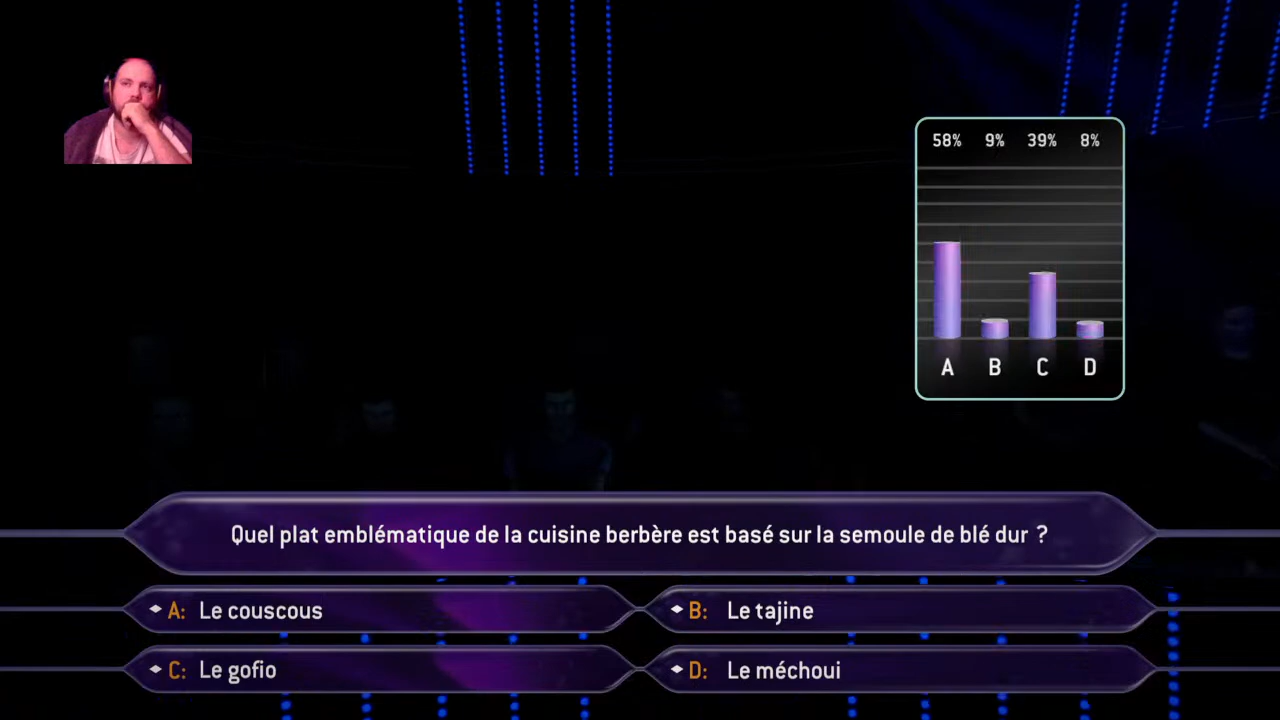 58% 9% 39% 8%
A B C D
Quel plat emblématique de la cuisine berbère est basé sur la semoule de blé dur ?
A: Le couscous
B: Le tajine
C: Le gofio
D: Le méchoui